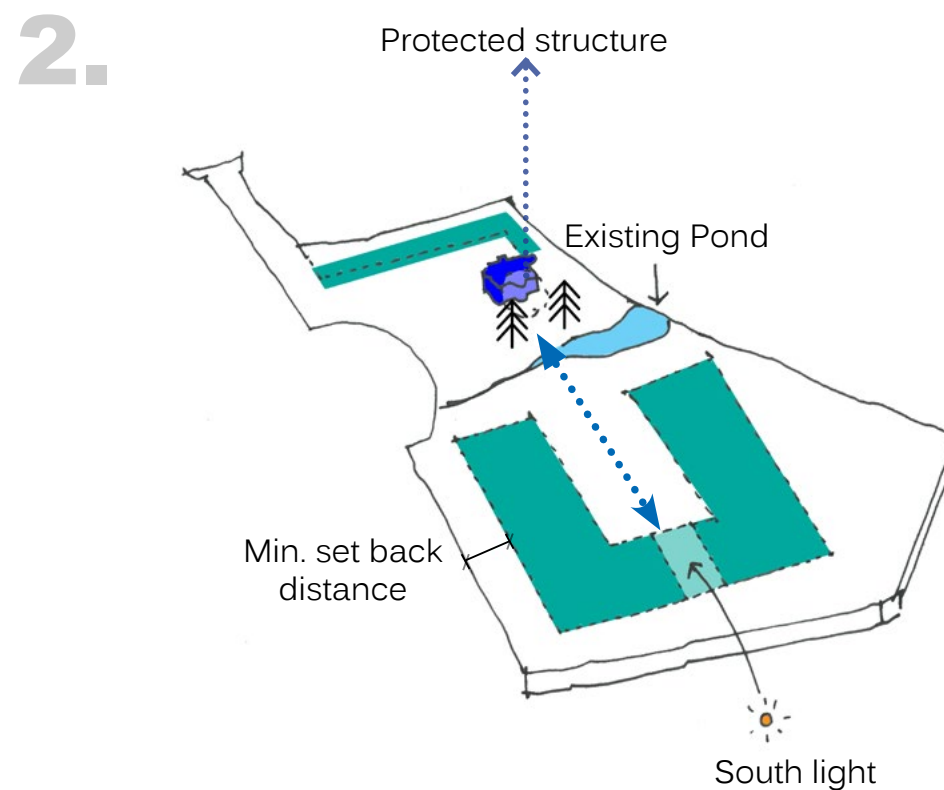 2.
Protected structure
Existing Pond
Min. set back
distance
South light